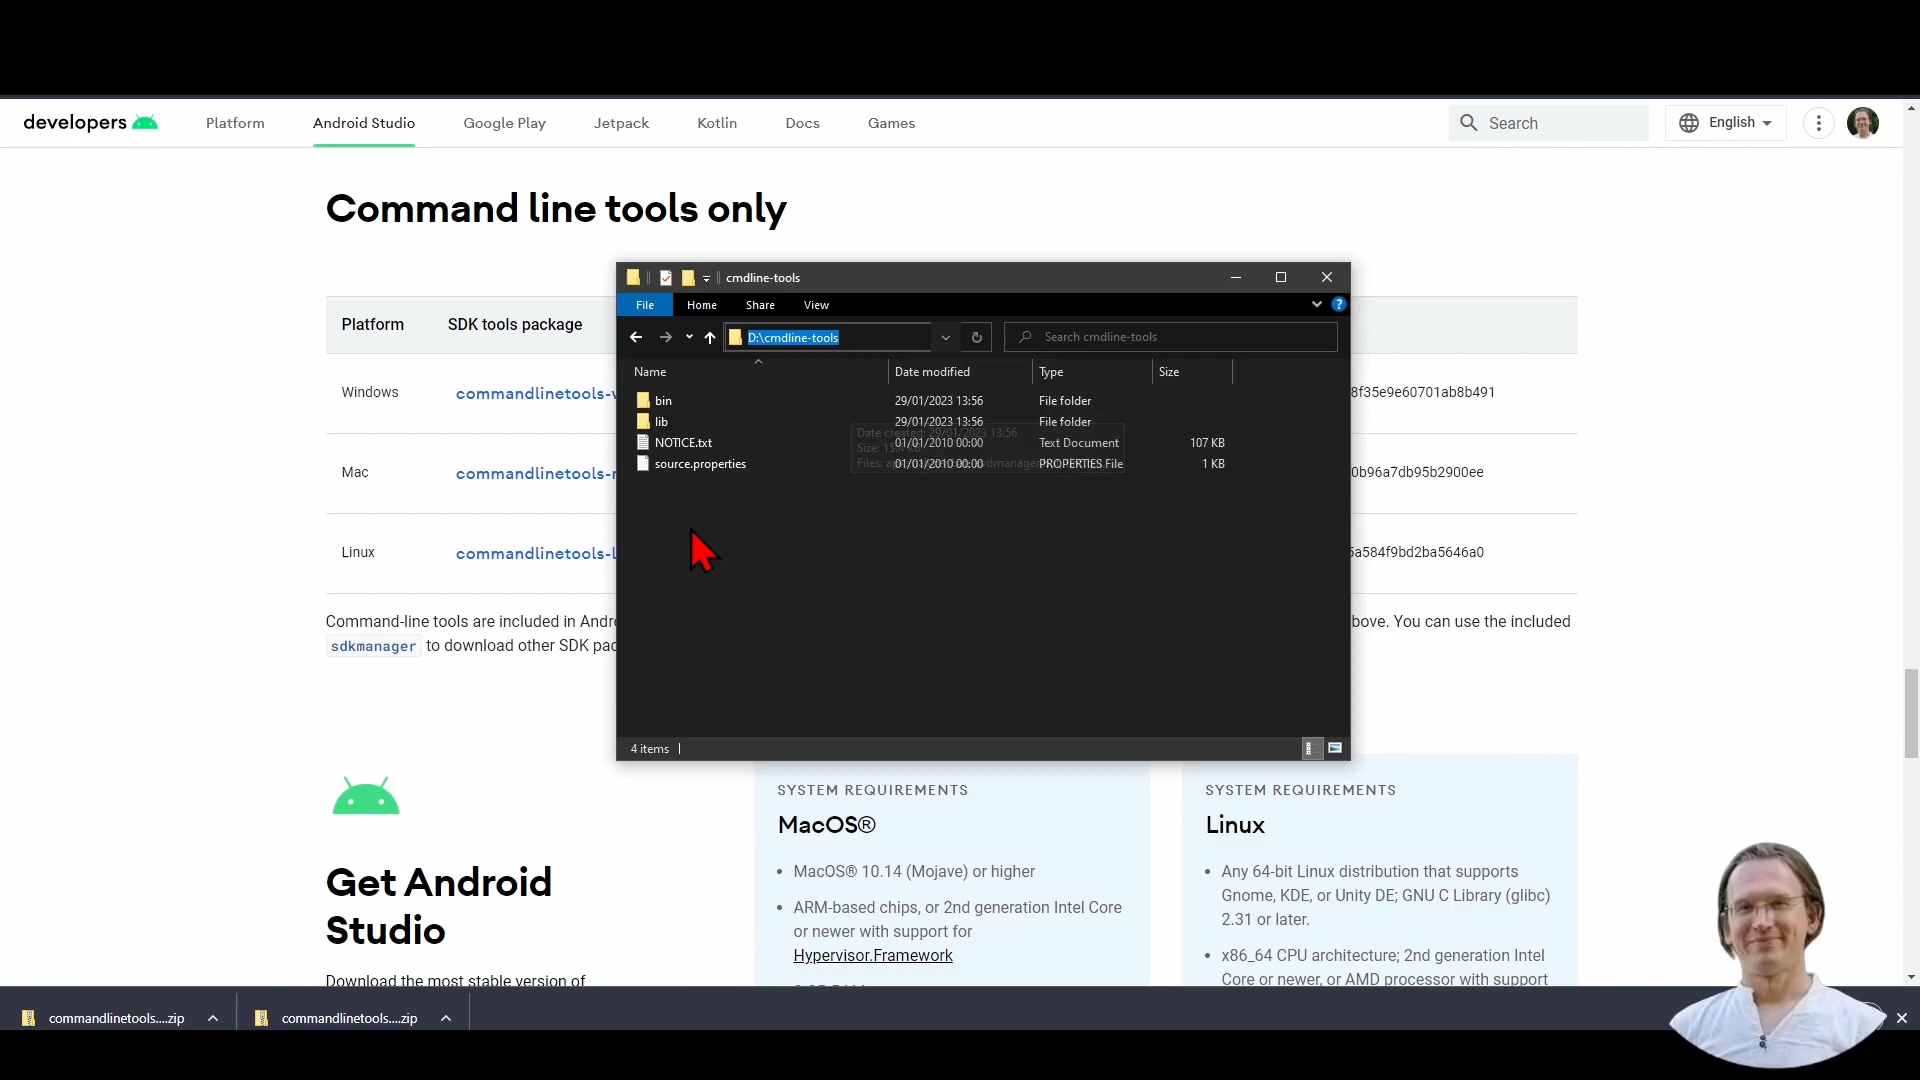 developers
Platform
Android Studio
Google Play
Jetpack
Kotlin
Docs
Games
Search
English
Command line tools only
Platform
SDK tools package
Windows
commandlinetools-
8f35e9e60701ab8b491
Mac
commandlinetools-
0b96a7db95b2900ee
Linux
commandlinetools-
5a584f9bd2ba5646a0
Command-line tools are included in Andro
bove. You can use the included
sdkmanager to download other SDK pac
cmdline-tools
File
Home
Share
View
D:\cmdline-tools
Search cmdline-tools
Name
Date modified
Type
Size
bin
29/01/2023 13:56
File folder
lib
29/01/2023 13:56
File folder
NOTICE.txt
01/01/2010 00:00
Text Document
107 KB
source.properties
01/01/2010 00:00
PROPERTIES File
1 KB
Date created: 29/01/2023 13:56
4 items
Get Android
Studio
Download the most stable version of
SYSTEM REQUIREMENTS
MacOS®
• MacOS® 10.14 (Mojave) or higher
• ARM-based chips, or 2nd generation Intel Core
or newer with support for
Hypervisor.Framework
SYSTEM REQUIREMENTS
Linux
• Any 64-bit Linux distribution that supports
Gnome, KDE, or Unity DE; GNU C Library (glibc)
2.31 or later.
• x86_64 CPU architecture; 2nd generation Intel
Core or newer, or AMD processor with support
commandlinetools....zip
commandlinetools....zip